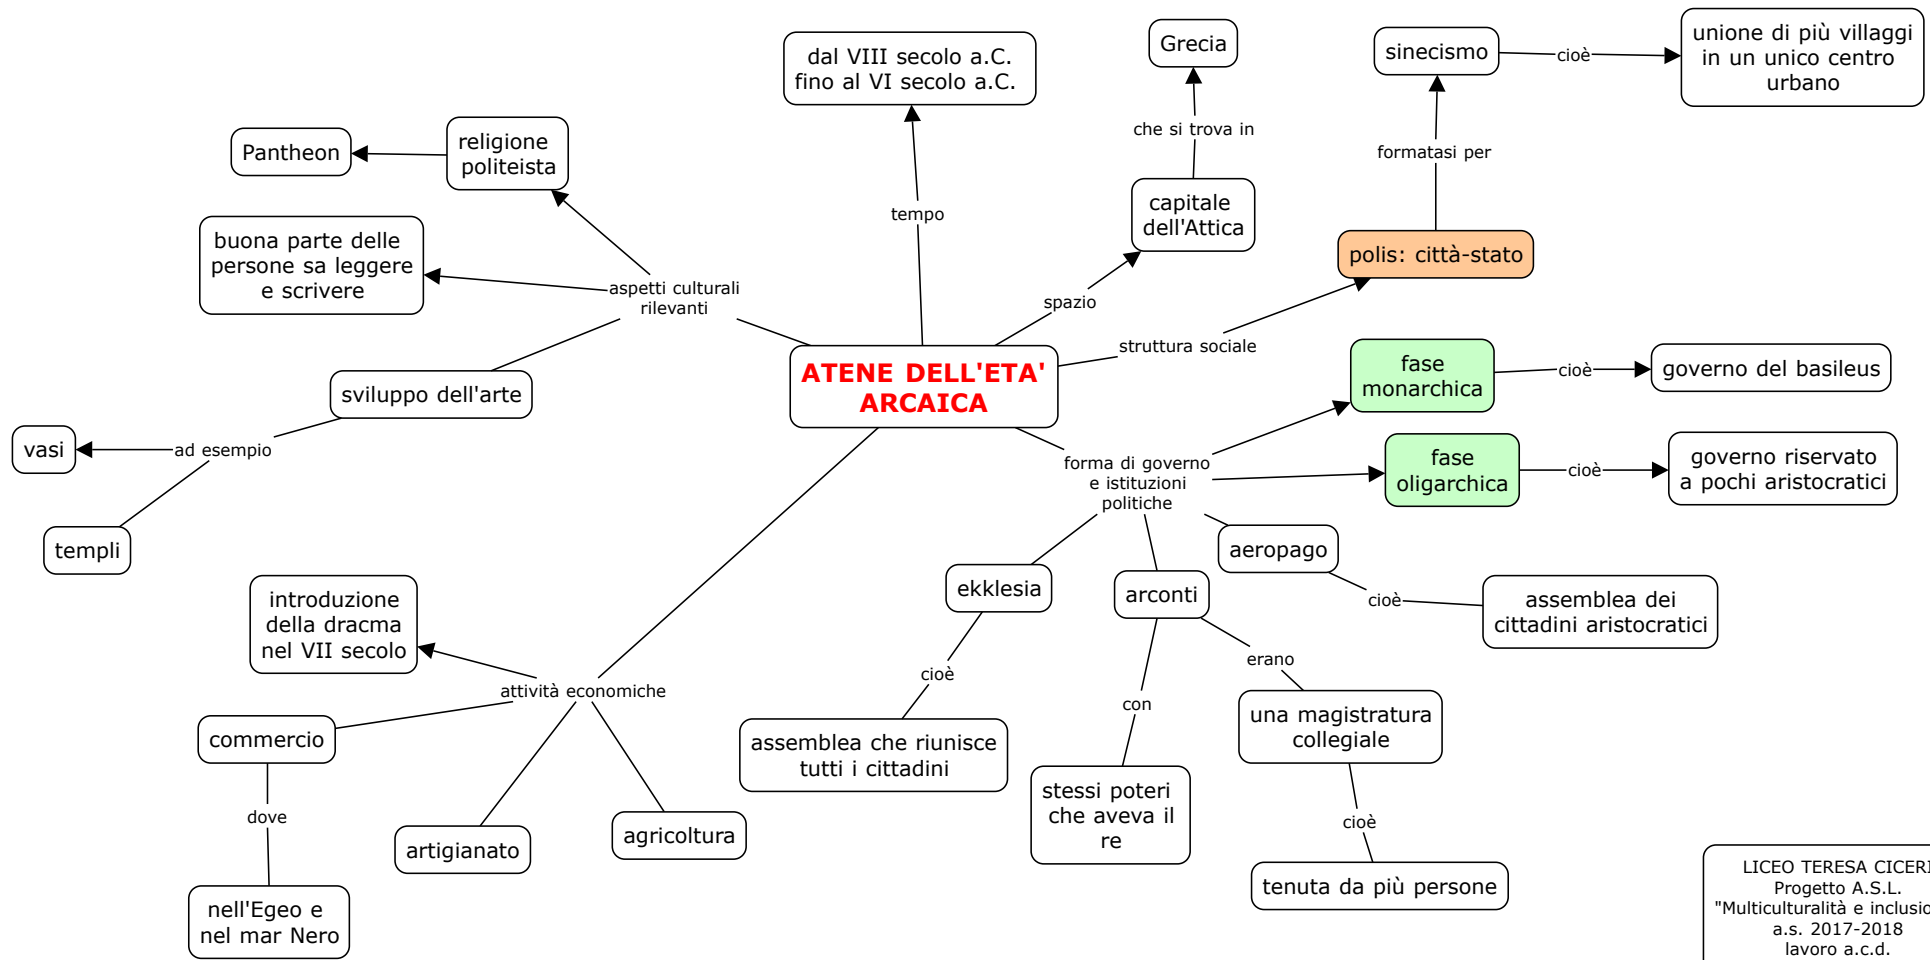 dal VIII secolo a.C.
fino al VI secolo a.C.
Grecia
sinecismo
cioè
unione di più villaggi
in un unico centro
urbano
che si trova in
formatasi per
Pantheon
religione
politeista
tempo
capitale
dell'Attica
buona parte delle
persone sa leggere
e scrivere
polis: città-stato
aspetti culturali
rilevanti
spazio
struttura sociale
ATENE DELL'ETA'
ARCAICA
fase
monarchica
cioè
governo del basileus
sviluppo dell'arte
vasi
ad esempio
templi
forma di governo
e istituzioni
politiche
fase
oligarchica
cioè
governo riservato
a pochi aristocratici
aeropago
cioè
assemblea dei
cittadini aristocratici
ekklesia
arconti
introduzione
della dracma
nel VII secolo
cioè
erano
attività economiche
con
una magistratura
collegiale
commercio
assemblea che riunisce
tutti i cittadini
stessi poteri
che aveva il
re
dove
cioè
artigianato
agricoltura
tenuta da più persone
nell'Egeo e
nel mar Nero
LICEO TERESA CICERI
Progetto A.S.L.
"Multiculturalità e
a.s. 2017-2018
lavoro a.c.d.